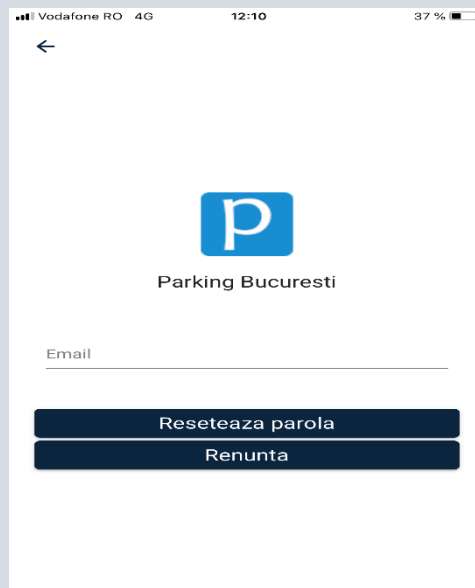 Vodafone RO 4G 12:10 37 %
p
Parking Bucuresti
Email
Reseteaza parola
Renunta